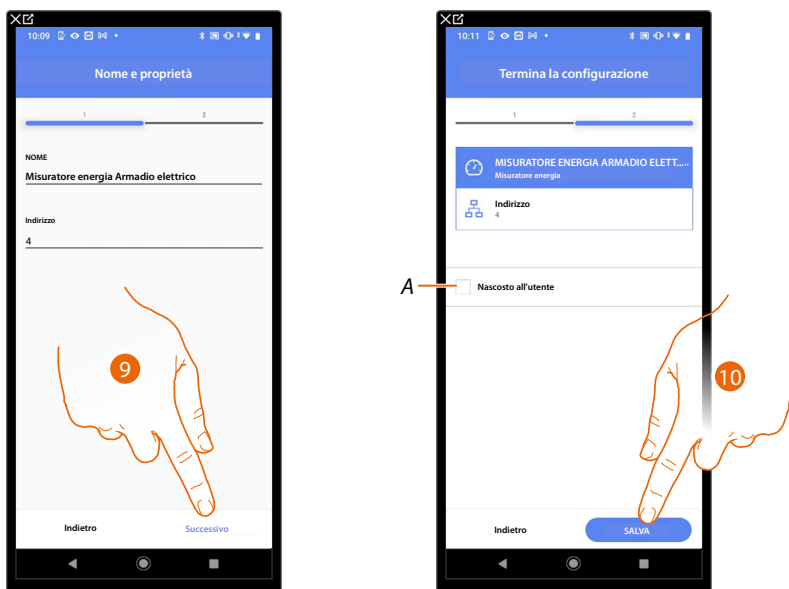 10:09
Nome e proprietà
1 2
NOME
Misuratore energia Armadio elettrico
Indirizzo
4
9
Indietro Successivo
10:11
Termina la configurazione
1 2
MISURATORE ENERGIA ARMADIO ELETT.....
Misuratore energia
Indirizzo
4
A
Nascosto all'utente
10
Indietro SALVA